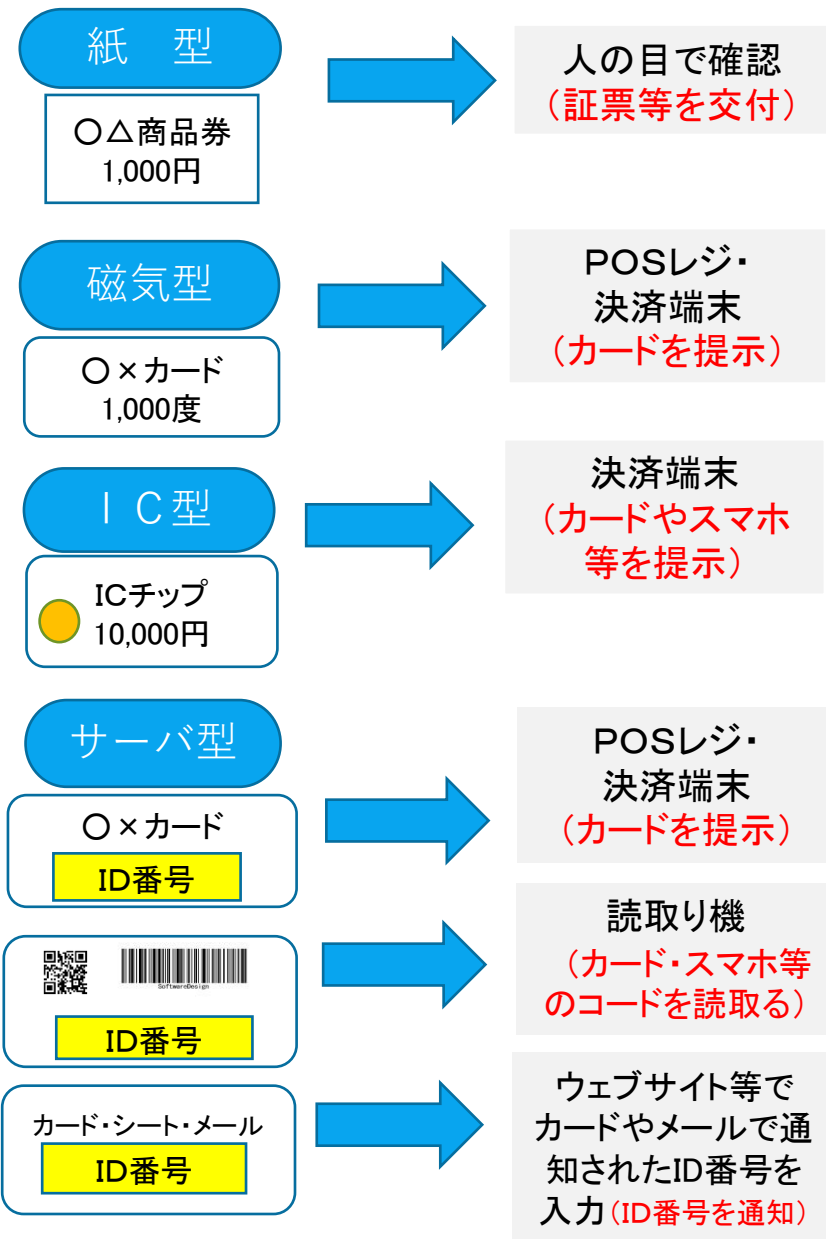 紙　型
人の目で確認
（証票等を交付）
〇△商品券
1,000円
磁気型
POSレジ・
決済端末
（カードを提示）
〇×カード
1,000度
ＩＣ型
決済端末
（カードやスマホ
等を提示）
ICチップ
10,000円
サーバ型
POSレジ・
決済端末
（カードを提示）
〇×カード
ID番号
読取り機
（カード・スマホ等
のコードを読取る）
SoftwareDesign
ID番号
ウェブサイト等で
カードやメールで通
知されたID番号を
入力（ID番号を通知）
カード・シート・メール
ID番号